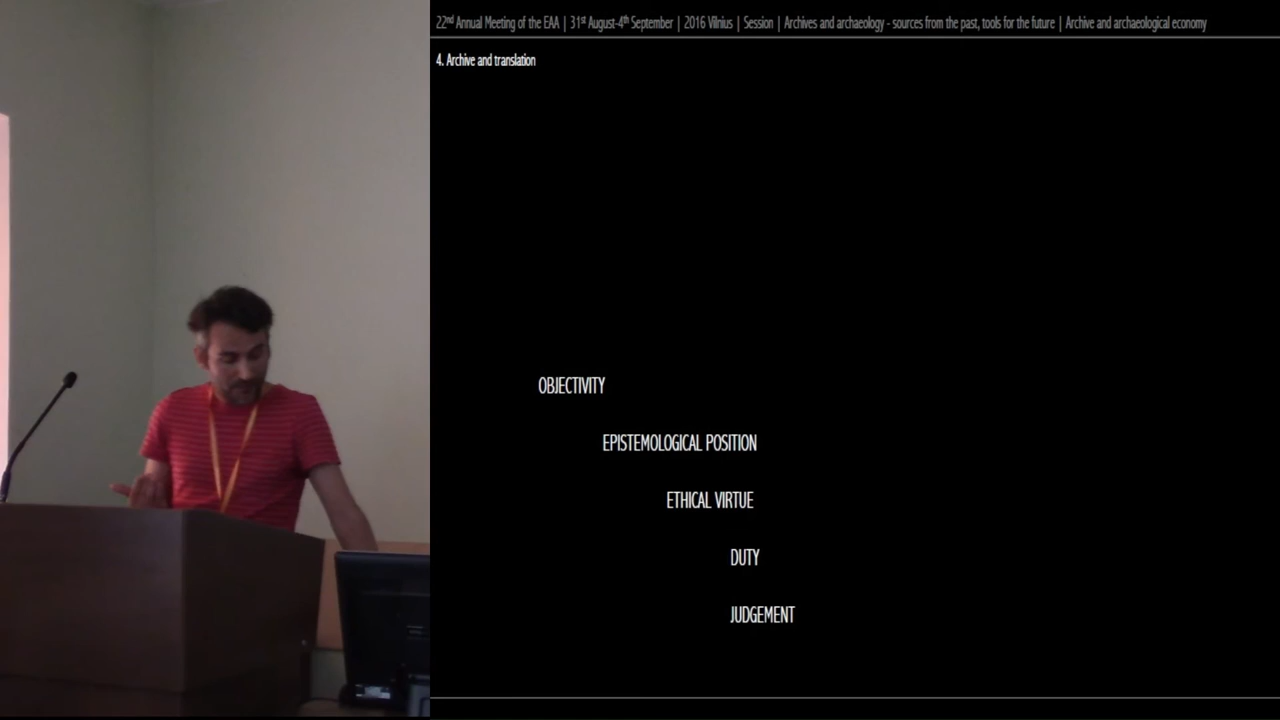 22nd Annual Meeting of the EAA | 31st August-4th September | 2016 Vilnius | Session | Archives and archaeology - sources from the past, tools for the future | Archive and archaeological economy
4. Archive and translation
OBJECTIVITY
EPISTEMOLOGICAL POSITION
ETHICAL VIRTUE
DUTY
JUDGEMENT